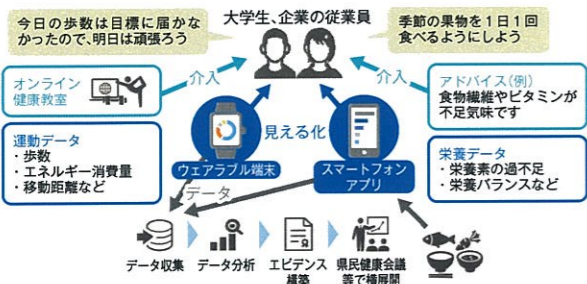 今日の歩数は目標に届かな
かったので、明日は頑張ろう
大学生、企業の従業員
季節の果物を1日1回
食べるようにしよう
オンライン
健康教室
介入
介入
アドバイス(例)
食物繊維やビタミンが
不足気味です
運動データ
・歩数
・エネルギー消費量
・移動距離など
見える化
ウェアラブル端末
スマートフォン
アプリ
栄養データ
・栄養素の過不足
・栄養バランスなど
データ
データ収集
データ分析
エビデンス
構築
県民健康会議
等で横展開